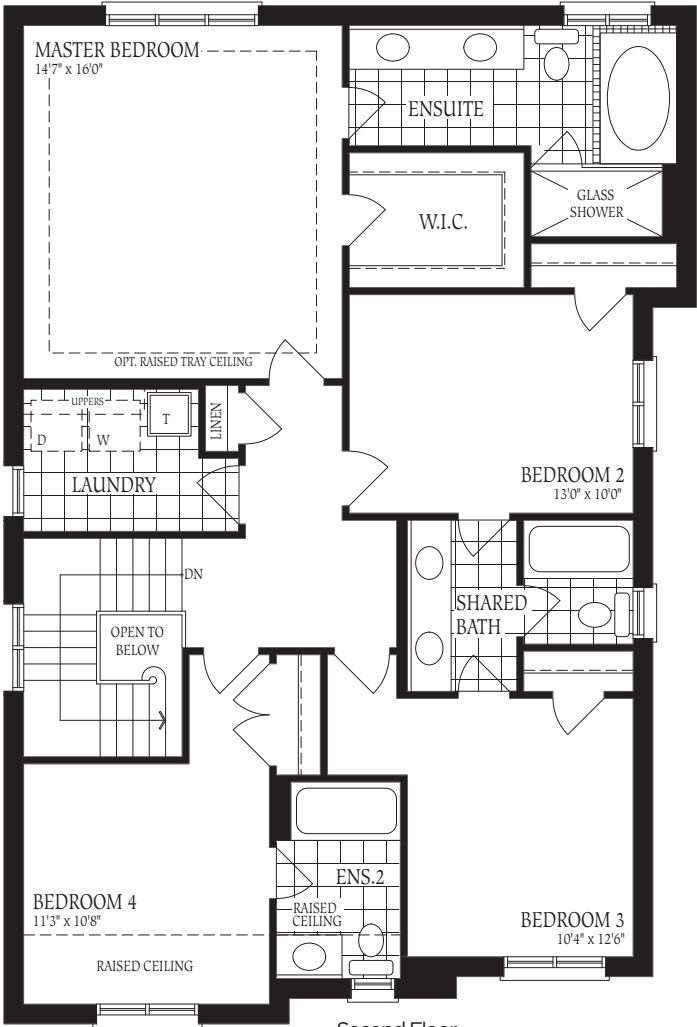 MASTER BEDROOM
14'7" x 16'0"
ENSUITE
GLASS
SHOWER
W.I.C.
OPT. RAISED TRAY CEILING
UPPERS
D
W
T
LINEN
LAUNDRY
BEDROOM 2
13'0" x 10'0"
DN
OPEN TO
BELOW
SHARED
BATH
ENS.2
RAISED
CEILING
BEDROOM 4
11'3" x 10'8"
RAISED CEILING
BEDROOM 3
10'4" x 12'6"
Second Floor